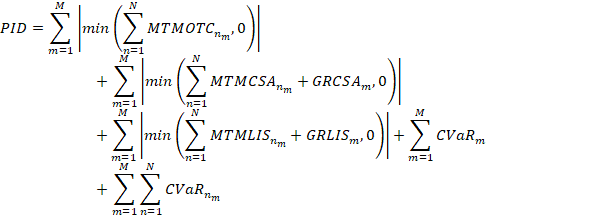 PID = ∑_{m=1}^{M} |min(∑_{n=1}^{N} MTMOTC_{n_m}, 0)|
+ ∑_{m=1}^{M} |min(∑_{n=1}^{N} MTMCSA_{n_m} + GRCSA_m, 0)|
+ ∑_{m=1}^{M} |min(∑_{n=1}^{N} MTMLIS_{n_m} + GRLIS_m, 0)| + ∑_{m=1}^{M} CVaR_m
+ ∑_{m=1}^{M} ∑_{n=1}^{N} CVaR_{n_m}